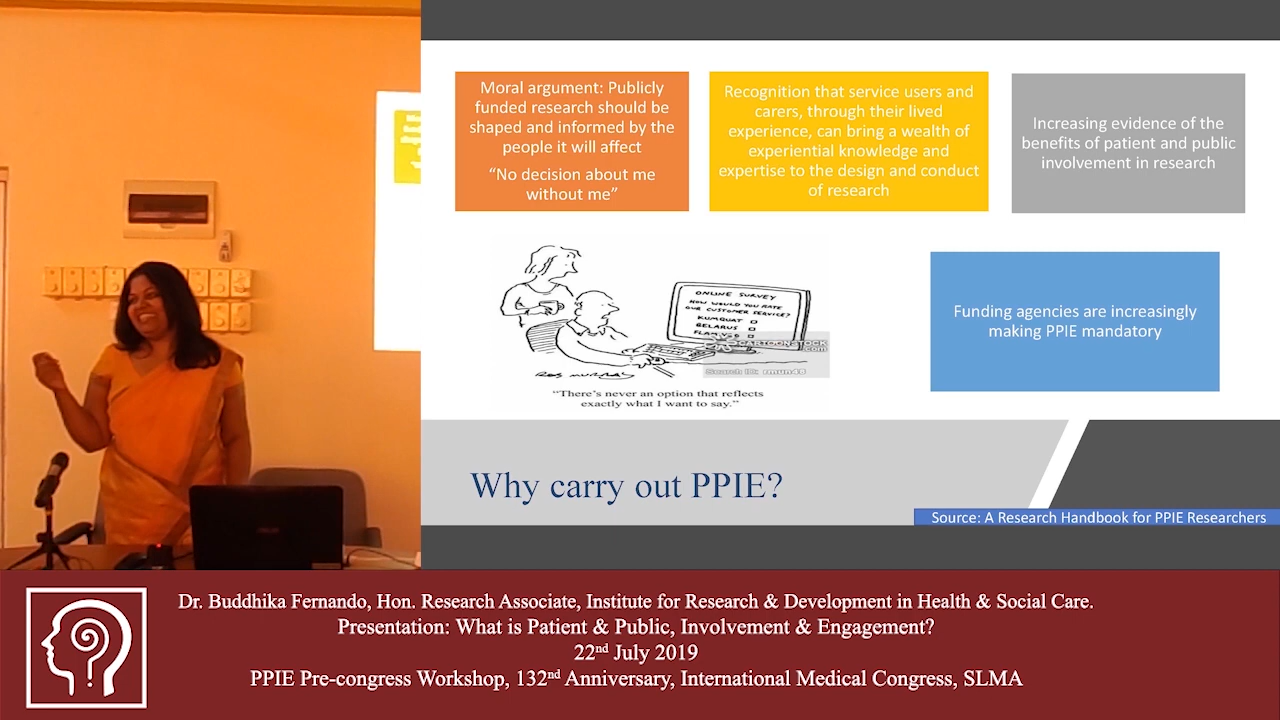 Moral argument: Publicly
funded research should be
shaped and informed by the
people it will affect
“No decision about me
without me”
Recognition that service users and
carers, through their lived
experience, can bring a wealth of
experiential knowledge and
expertise to the design and conduct
of research
Increasing evidence of the
benefits of patient and public
involvement in research
ONLINE SURVEY
HOW WOULD YOU RATE
OUR CUSTOMER SERVICE?
KUMQUAT
BELARUS
CARTOONSTOCK
.com
Search ID:
ROB MURRAY
“There’s never an option that reflects
exactly what I want to say.”
Funding agencies are increasingly
making PPIE mandatory
Why carry out PPIE?
Source: A Research Handbook for PPIE Researchers
Dr. Buddhika Fernando, Hon. Research Associate, Institute for Research & Development in Health & Social Care.
Presentation: What is Patient & Public, Involvement & Engagement?
22nd July 2019
PPIE Pre-congress Workshop, 132nd Anniversary, International Medical Congress, SLMA